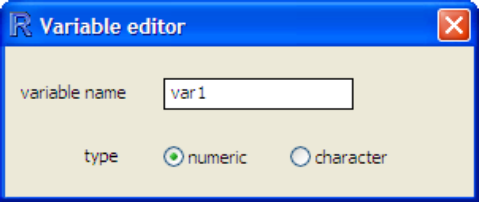 R Variable editor
variable name var1
type numeric character